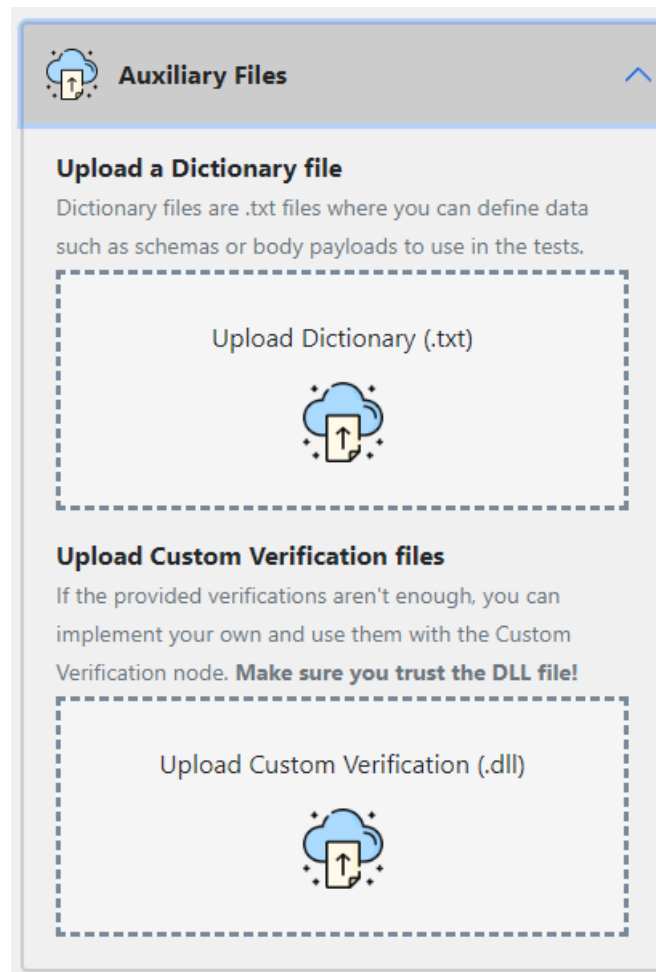 Auxiliary Files
Upload a Dictionary file
Dictionary files are .txt files where you can define data
such as schemas or body payloads to use in the tests.
Upload Dictionary (.txt)
Upload Custom Verification files
If the provided verifications aren't enough, you can
implement your own and use them with the Custom
Verification node. Make sure you trust the DLL file!
Upload Custom Verification (.dll)